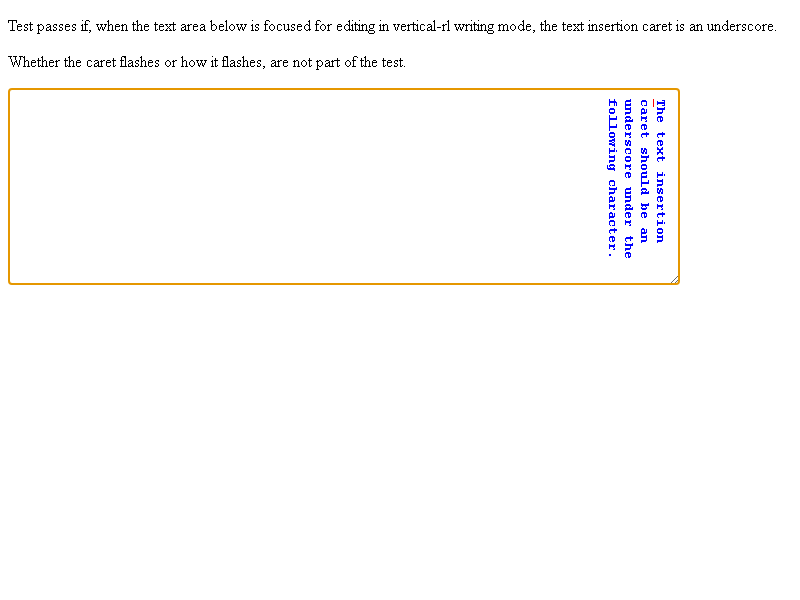 Test passes if, when the text area below is focused for editing in vertical-rl writing mode, the text insertion caret is an underscore.
Whether the caret flashes or how it flashes, are not part of the test.
The text insertion
caret should be an
underscore under the
following character.